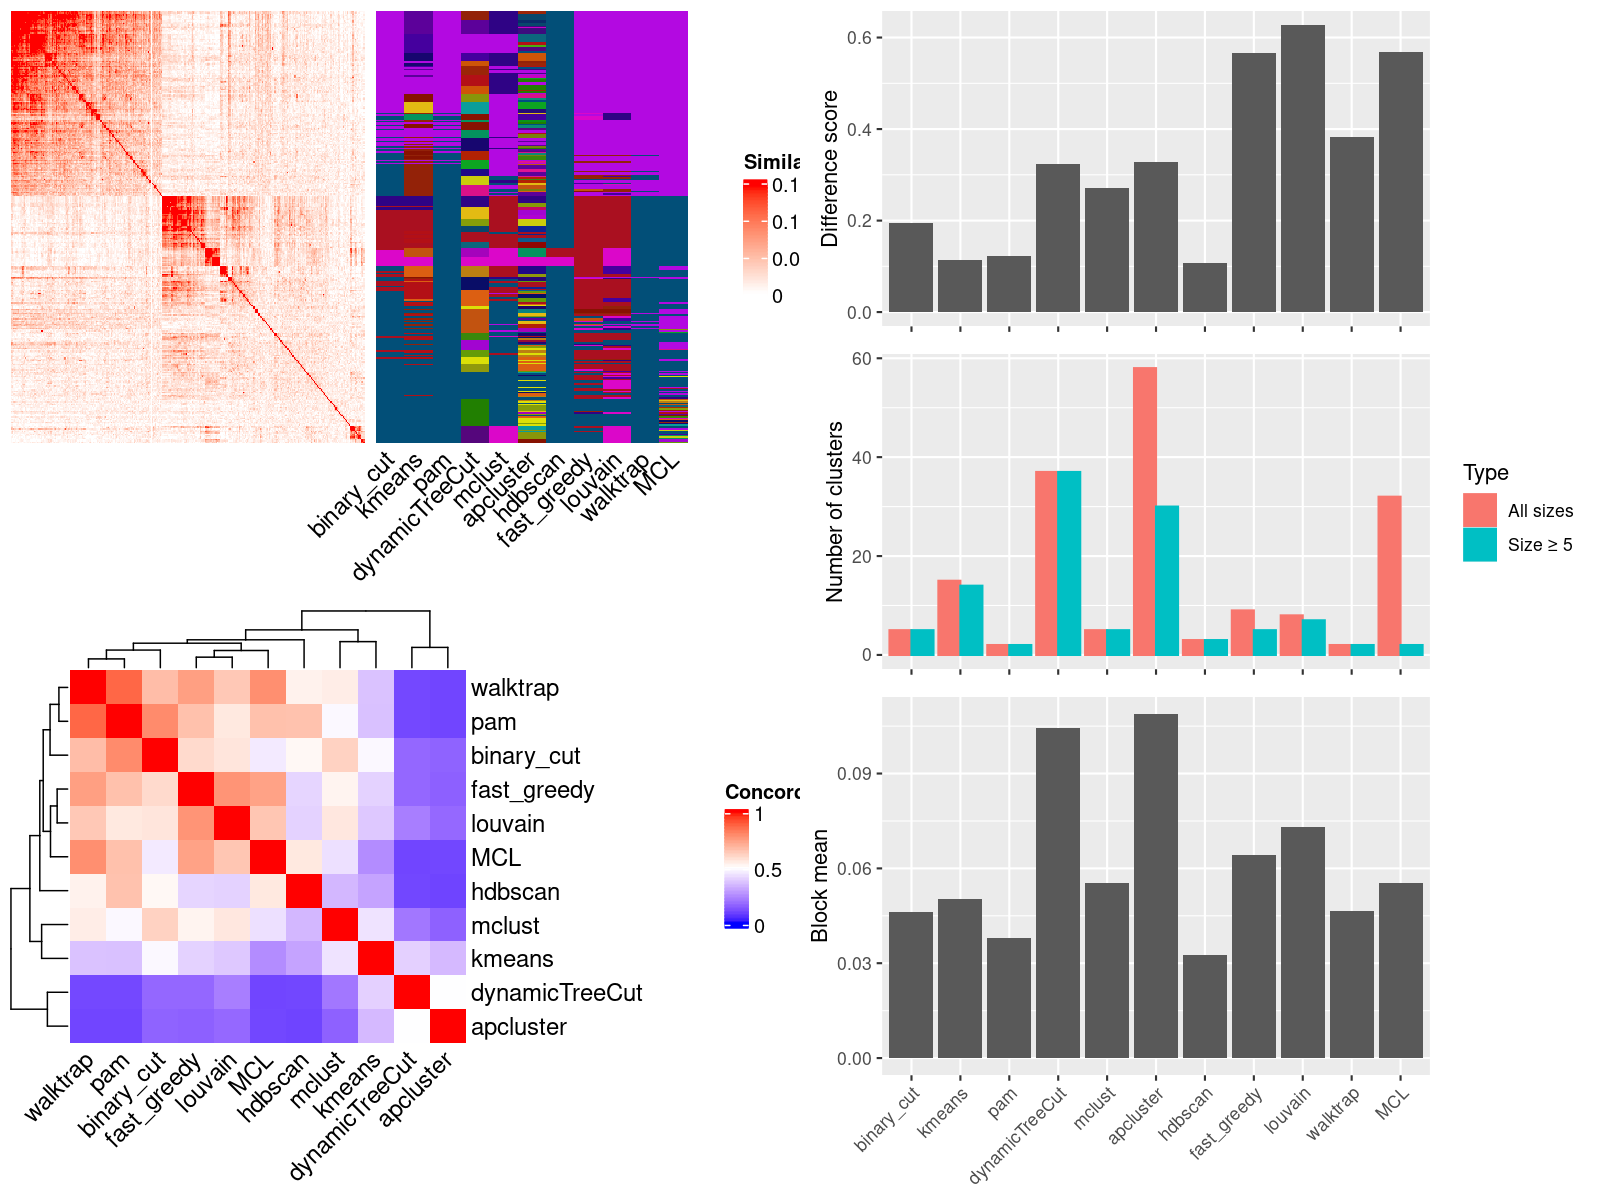 Simila
0.1
0.1
0.0
0
binary_cut
kmeans
pam
dynamicTreeCut
mclust
apcluster
hdbscan
fast_greedy
louvain
walktrap
MCL
walktrap
pam
binary_cut
fast_greedy
louvain
MCL
hdbscan
mclust
kmeans
dynamicTreeCut
apcluster
walktrap
pam
binary_cut
fast_greedy
louvain
MCL
hdbscan
mclust
kmeans
dynamicTreeCut
apcluster
Concord
1
0.5
0
Difference score
0.6
0.4
0.2
0.0
Number of clusters
60
40
20
0
Type
All sizes
Size ≥ 5
Block mean
0.09
0.06
0.03
0.00
binary_cut
kmeans
pam
dynamicTreeCut
mclust
apcluster
hdbscan
fast_greedy
louvain
walktrap
MCL